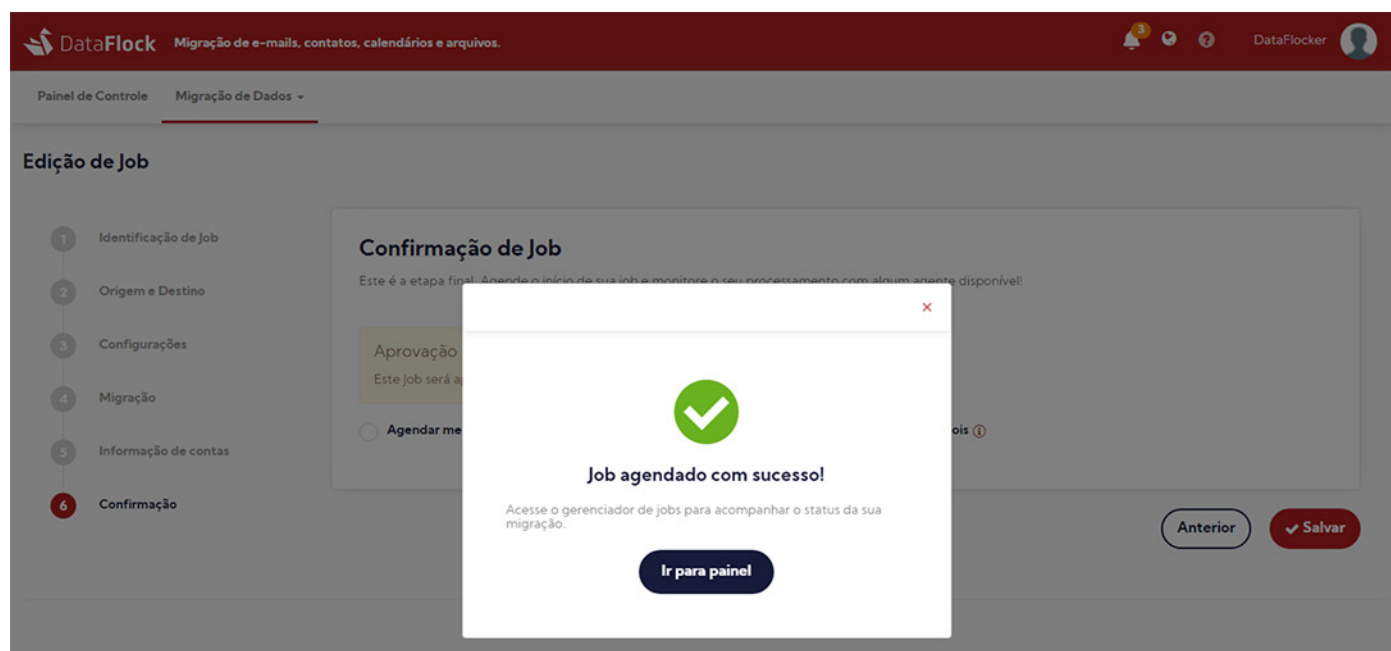 DataFlock Migração de e-mails, contatos, calendários e arquivos. 3 ? DataFlocker
Painel de Controle Migração de Dados
Edição de Job
1 Identificação de Job
2 Origem e Destino
3 Configurações
4 Migração
5 Informação de contas
6 Confirmação
Confirmação de Job
Este é a etapa final. Agende o início de sua job e monitore o seu processamento com algum agente disponível!
×
Aprovação
Este Job será
Agendar me
ois i
Job agendado com sucesso!
Acesse o gerenciador de jobs para acompanhar o status da sua
migração.
Ir para painel
Anterior Salvar